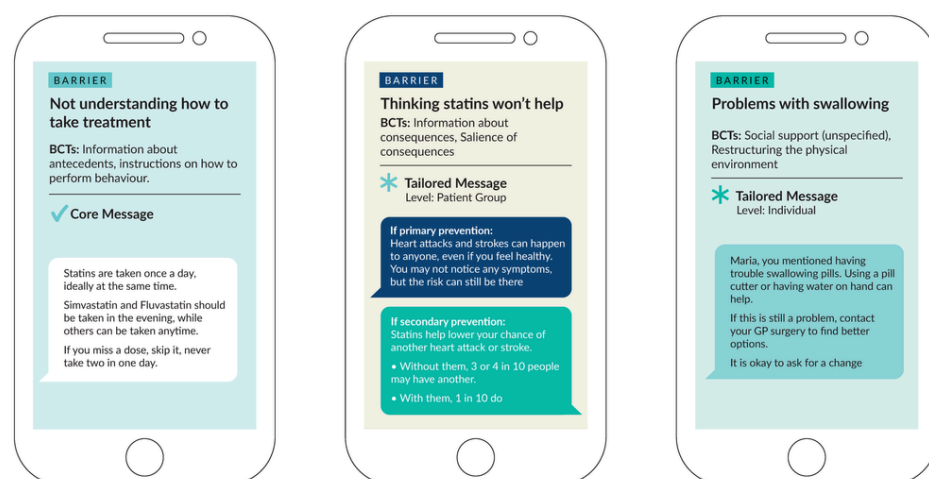 BARRIER
Not understanding how to
take treatment
BCTs: Information about
antecedents, instructions on how to
perform behaviour.
Core Message
Statins are taken once a day,
ideally at the same time.
Simvastatin and Fluvastatin should
be taken in the evening, while
others can be taken anytime.
If you miss a dose, skip it, never
take two in one day.
BARRIER
Thinking statins won't help
BCTs: Information about
consequences, Salience of
consequences
Tailored Message
Level: Patient Group
If primary prevention:
Heart attacks and strokes can happen
to anyone, even if you feel healthy.
You may not notice any symptoms,
but the risk can still be there
If secondary prevention:
Statins help lower your chance of
another heart attack or stroke.
• Without them, 3 or 4 in 10 people
may have another.
• With them, 1 in 10 do
BARRIER
Problems with swallowing
BCTs: Social support (unspecified),
Restructuring the physical
environment
Tailored Message
Level: Individual
Maria, you mentioned having
trouble swallowing pills. Using a pill
cutter or having water on hand can
help.
If this is still a problem, contact
your GP surgery to find better
options.
It is okay to ask for a change